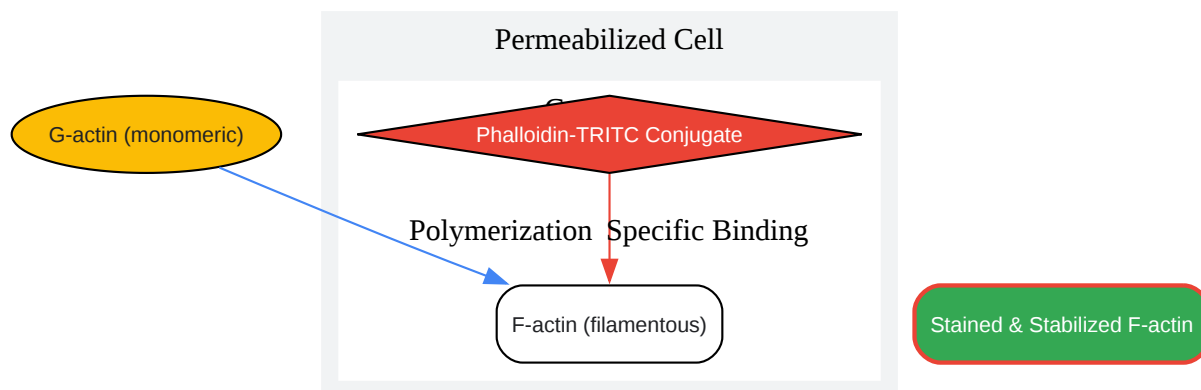 Permeabilized Cell
G-actin (monomeric)
Phalloidin-TRITC Conjugate
Polymerization
Specific Binding
F-actin (filamentous)
Stained & Stabilized F-actin